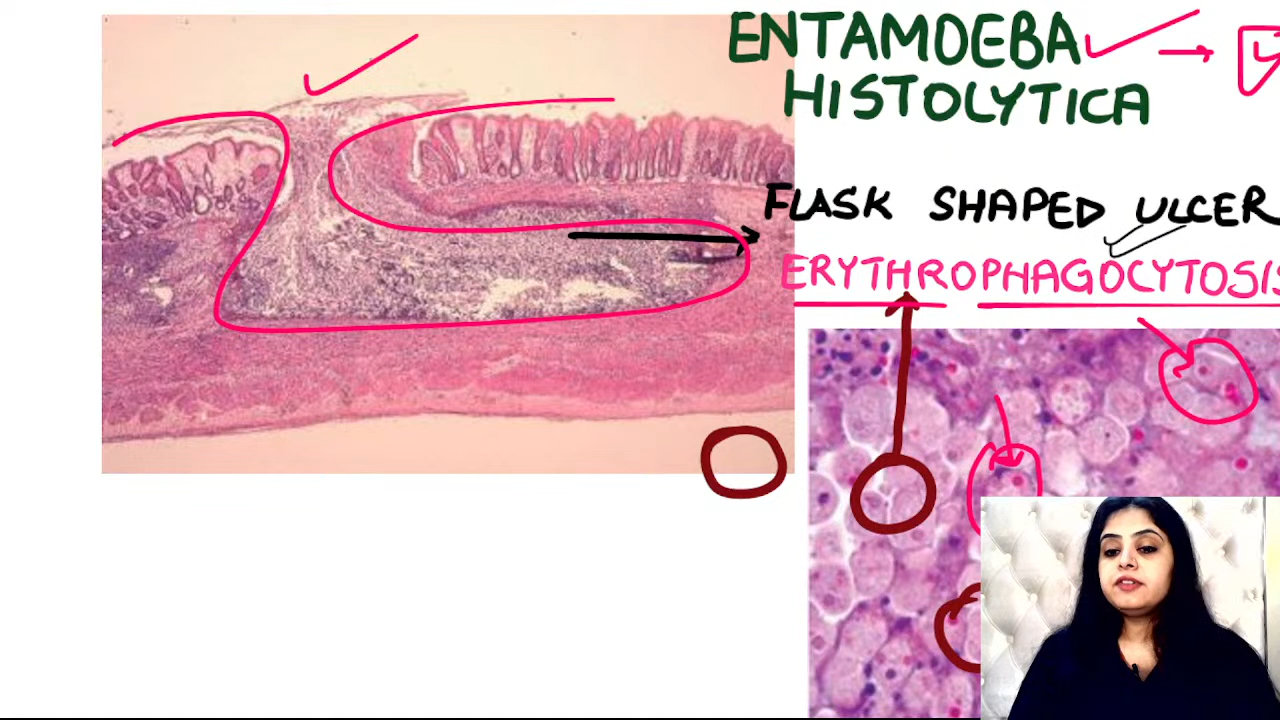 ENTAMOEBA
HISTOLYTICA
FLASK SHAPED ULCER
ERYTHROPHAGOCYTOSIS